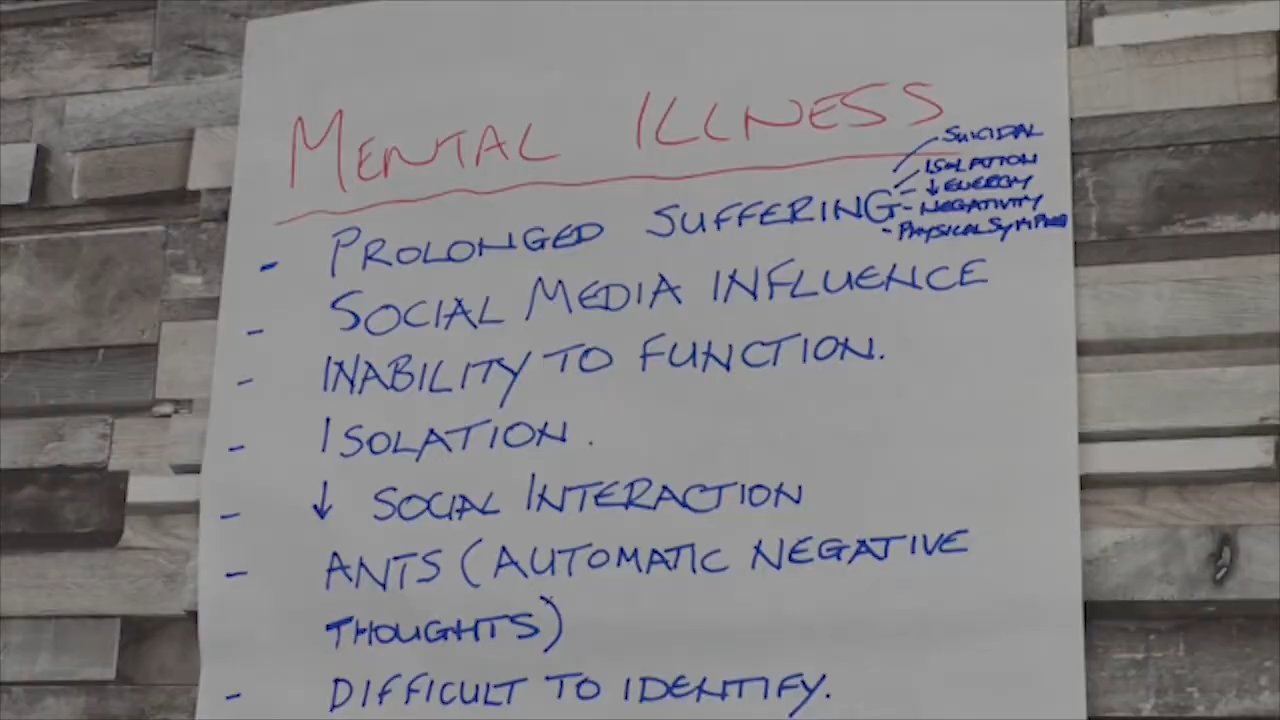 MENTAL ILLNESS
SUICIDAL
ISOLATION
↓ ENERGY
- NEGATIVITY
- PHYSICAL SYMPTOMS
- PROLONGED SUFFERING
- SOCIAL MEDIA INFLUENCE
- INABILITY TO FUNCTION.
- ISOLATION.
- ↓ SOCIAL INTERACTION
- ANTS (AUTOMATIC NEGATIVE
THOUGHTS)
- DIFFICULT TO IDENTIFY.